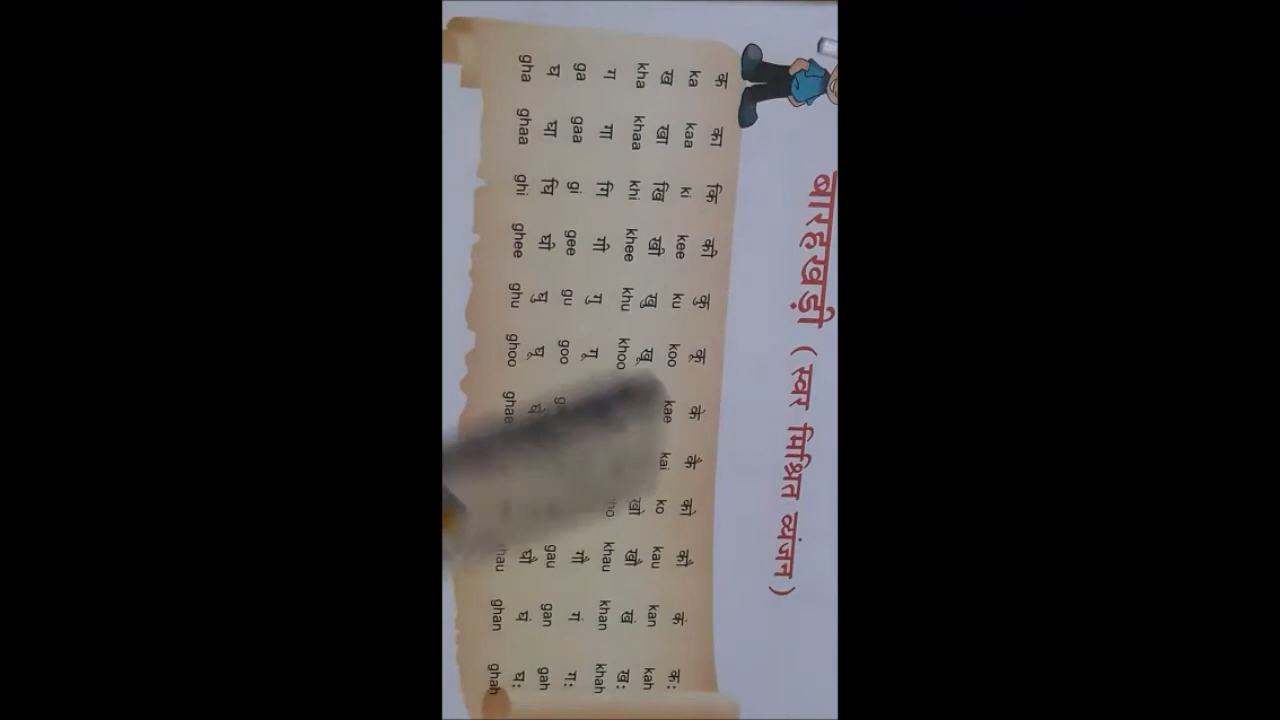 बारहखड़ी ( स्वर मिश्रित व्यंजन )
क का कि की कु कू के कै को कौ कं क:
ka kaa ki kee ku koo kae kai ko kau kan kah
ख खा खि खी खु खू खो खौ खं ख:
kha khaa khi khee khu khoo khau khan khah
ग गा गि गी गु गू गौ गं ग:
ga gaa gi gee gu goo gau gan gah
घ घा घि घी घु घू घे घौ घं घ:
gha ghaa ghi ghee ghu ghoo ghae ghan ghah